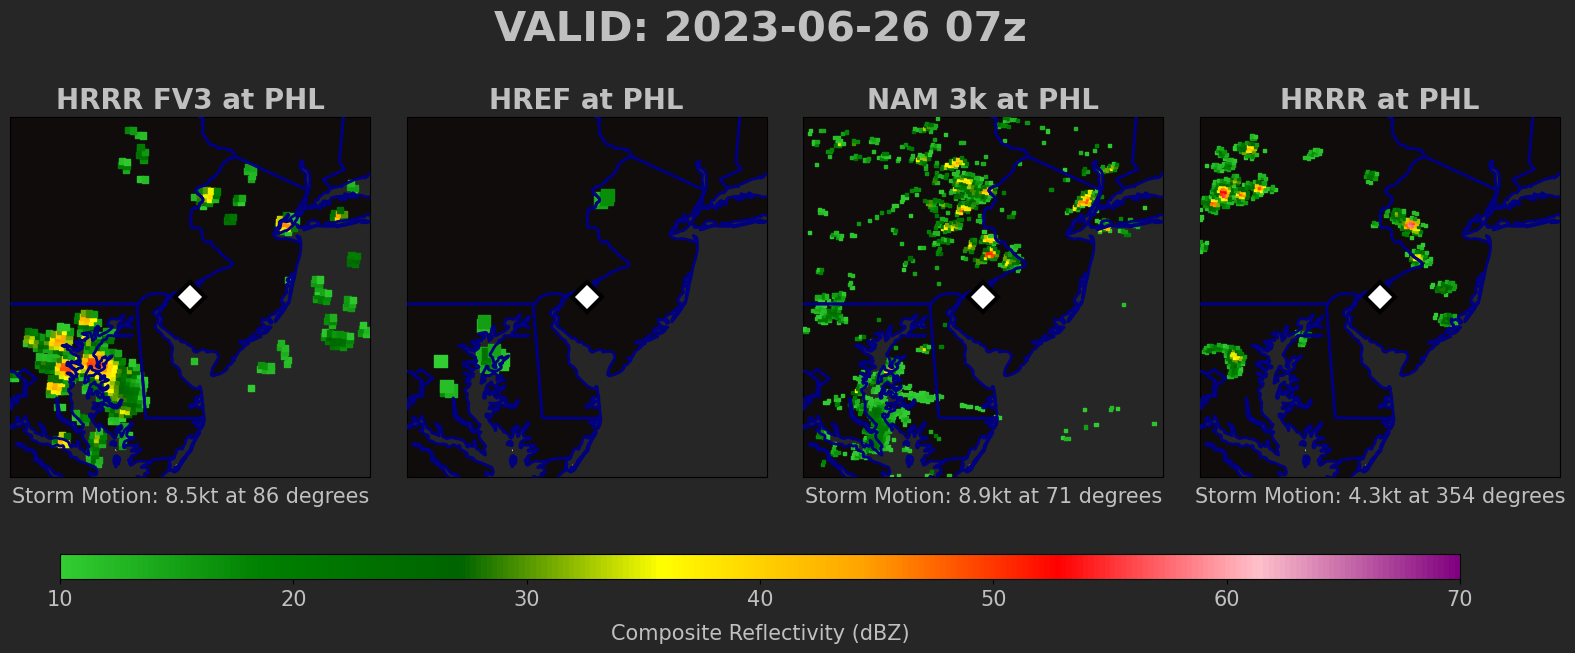 VALID: 2023-06-26 07z
HRRR FV3 at PHL
HREF at PHL
NAM 3k at PHL
HRRR at PHL
Storm Motion: 8.5kt at 86 degrees
Storm Motion: 8.9kt at 71 degrees
Storm Motion: 4.3kt at 354 degrees
10 20 30 40 50 60 70
Composite Reflectivity (dBZ)